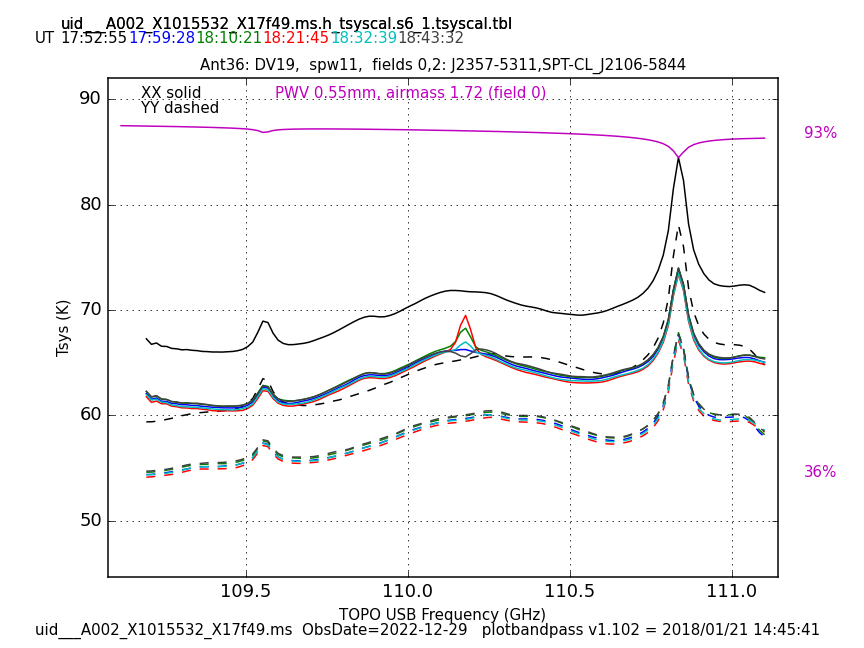 uid___A002_X1015532_X17f49.ms.h_tsyscal.s6_1.tsyscal.tbl
UT 17:52:55 17:59:28 18:10:21 18:21:45 18:32:39 18:43:32
Ant36: DV19,  spw11,  fields 0,2: J2357-5311,SPT-CL_J2106-5844
XX solid
YY dashed
PWV 0.55mm, airmass 1.72 (field 0)
90
80
70
60
50
Tsys (K)
93%
36%
109.5 110.0 110.5 111.0
TOPO USB Frequency (GHz)
uid___A002_X1015532_X17f49.ms  ObsDate=2022-12-29   plotbandpass v1.102 = 2018/01/21 14:45:41